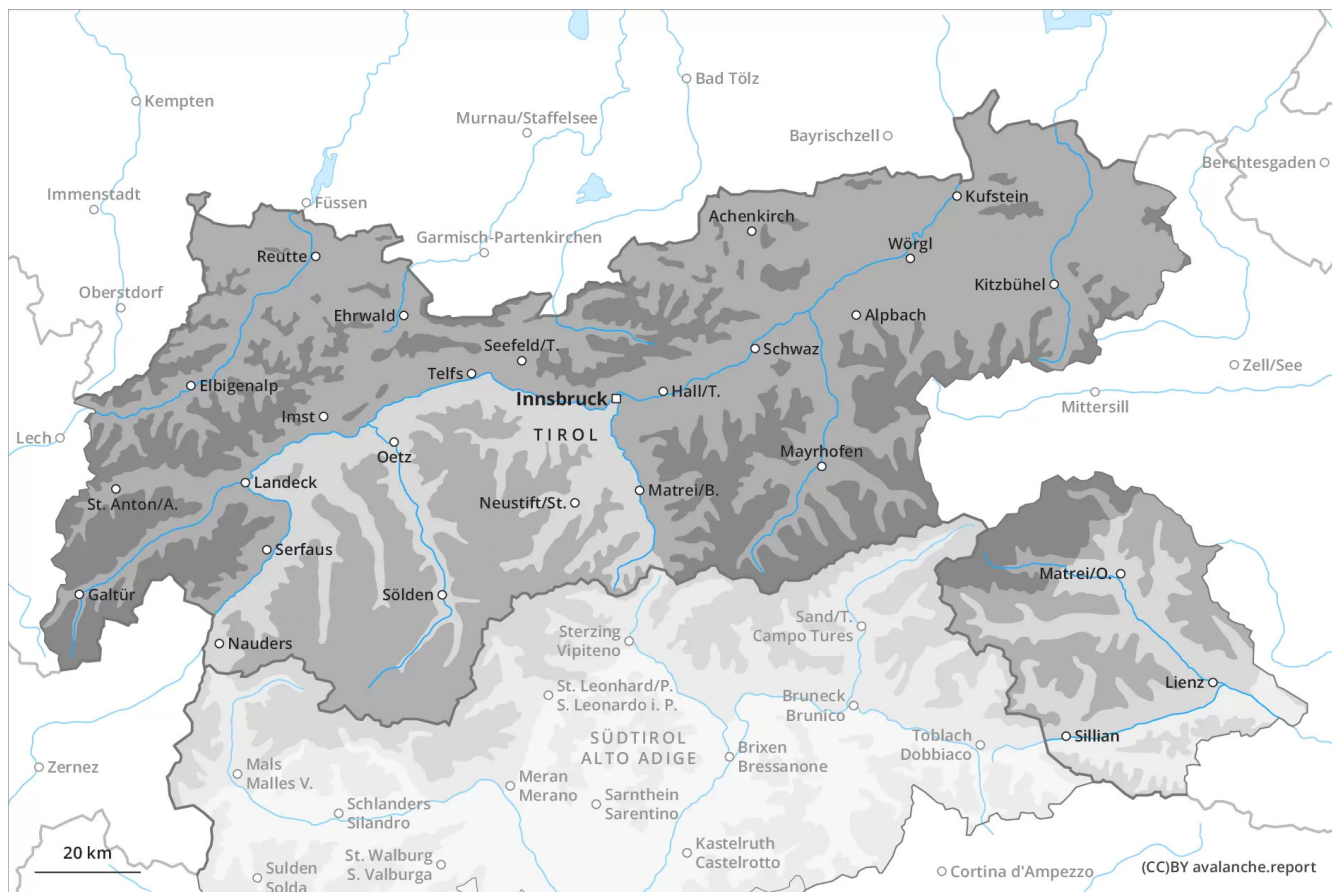 Bad Tölz
Kempten
Murnau/Staffelsee
Bayrischzell
Berchtesgaden
Immenstadt
Füssen
Kufstein
Achenkirch
Garmisch-Partenkirchen
Wörgl
Reutte
Kitzbühel
Oberstdorf
Ehrwald
Alpbach
Seefeld/T.
Schwaz
Zell/See
Telfs
Elbigenalp
Hall/T.
Innsbruck
Mittersill
Imst
TIROL
Lech
Oetz
Mayrhofen
Landeck
Matrei/B.
St. Anton/A.
Neustift/St.
Serfaus
Matrei/O.
Galtür
Sölden
Sand/T.
Campo Tures
Sterzing
Vipiteno
Nauders
Lienz
St. Leonhard/P.
S. Leonardo i. P.
Bruneck
Brunico
Sillian
Toblach
Dobbiaco
SÜDTIROL
ALTO ADIGE
Brixen
Bressanone
Zernez
Mals
Malles V.
Meran
Merano
Schlanders
Silandro
Sarnthein
Sarentino
Kastelruth
Castelrotto
20 km
St. Walburg
S. Valburga
Sulden
Solda
Cortina d'Ampezzo
(CC)BY avalanche.report